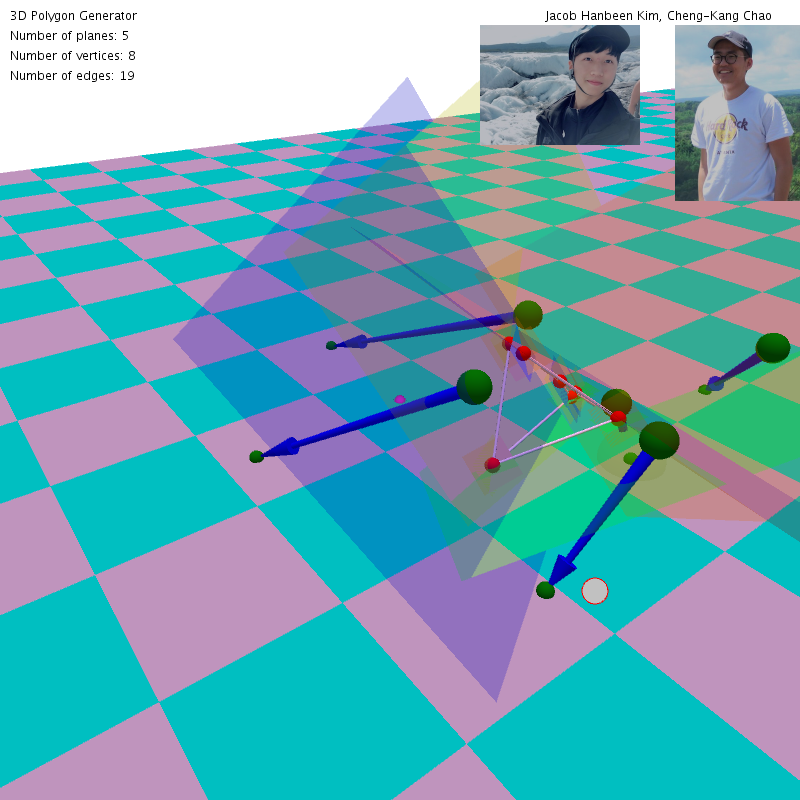 3D Polygon Generator
Jacob Hanbeen Kim, Cheng-Kang Chao
Number of planes: 5
Number of vertices: 8
Number of edges: 19